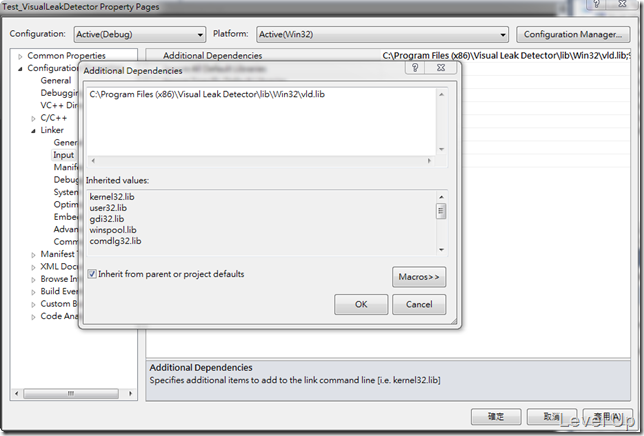 Test_VisualLeakDetector Property Pages
Configuration: Active(Debug) Platform: Active(Win32) Configuration Manager...
Common Properties
Configuration
General
Debugging
VC++ Dir
C/C++
Linker
Gener
Input
Manife
Debug
System
Optim
Embe
Advan
Comm
Manifest T
XML Docu
Browse In
Build Even
Custom B
Code Ana
Additional Dependencies C:\Program Files (x86)\Visual Leak Detector\lib\Win32\vld.lib;
Additional Dependencies
C:\Program Files (x86)\Visual Leak Detector\lib\Win32\vld.lib
Inherited values:
kernel32.lib
user32.lib
gdi32.lib
winspool.lib
comdlg32.lib
Inherit from parent or project defaults
Macros>>
OK Cancel
Additional Dependencies
Specifies additional items to add to the link command line [i.e. kernel32.lib]
確定 取消 套用(A)
Level Up